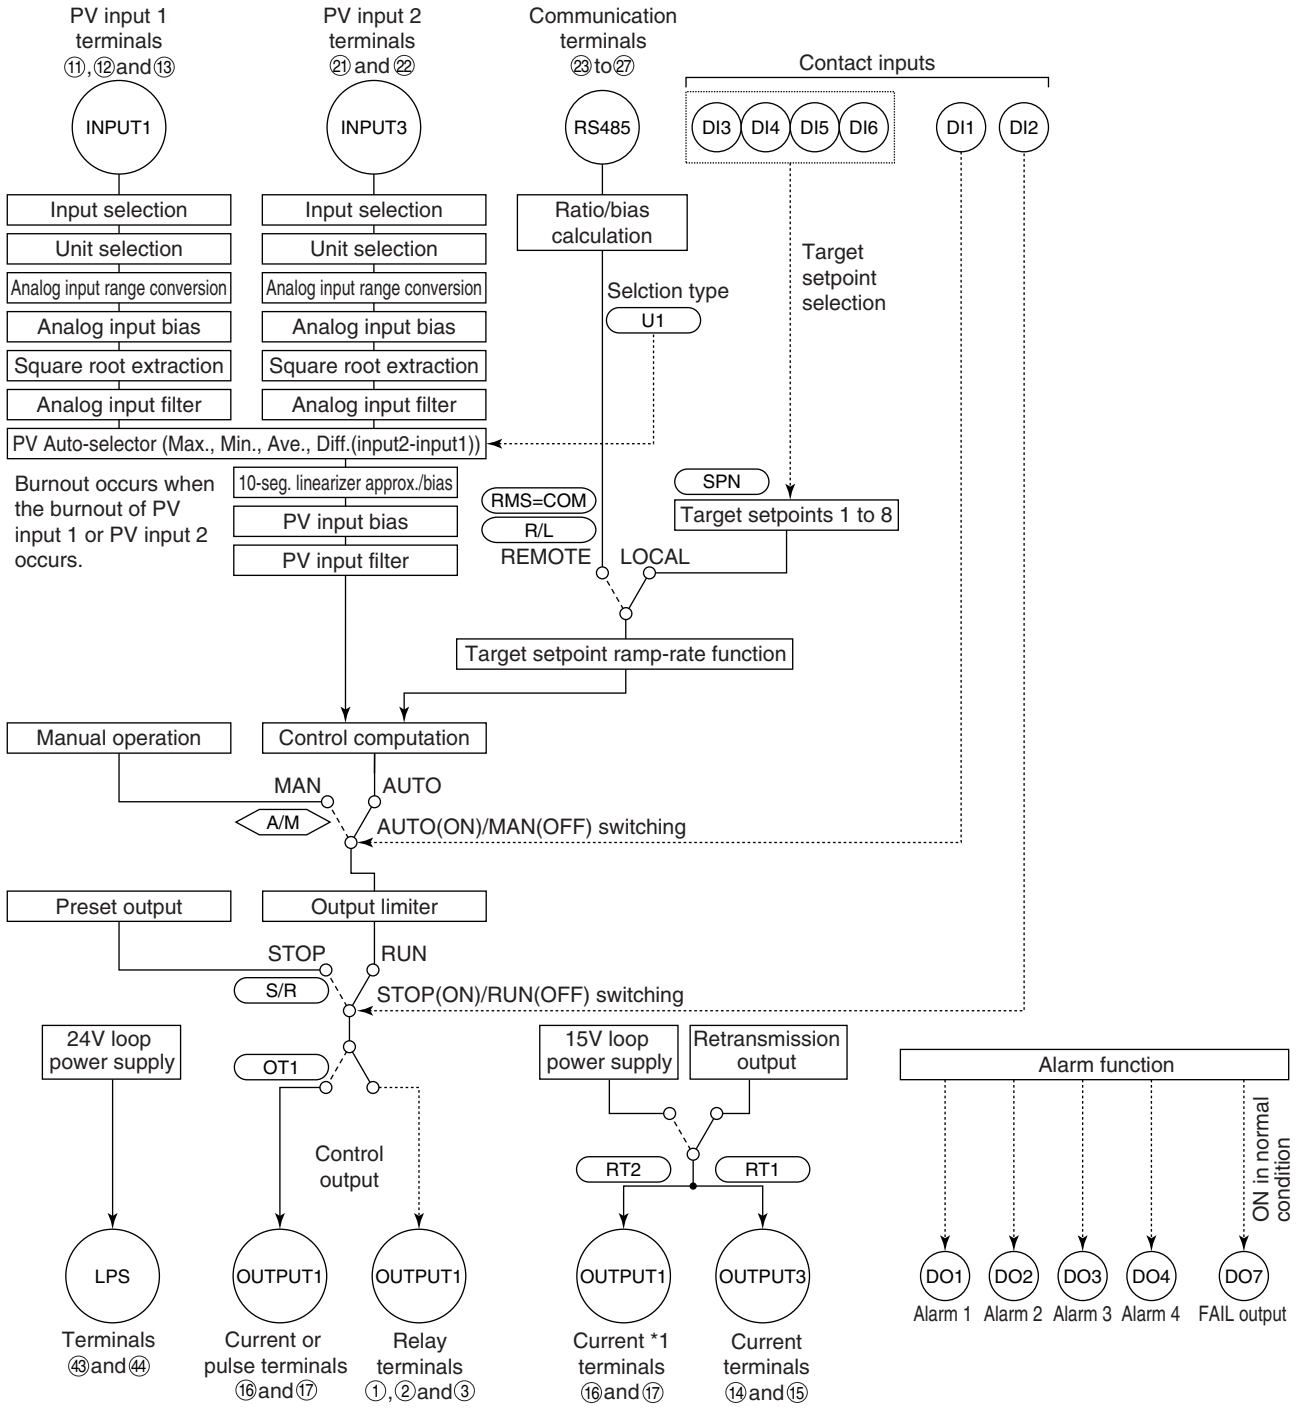 PV input 1
terminals
⑪,⑫and⑬
PV input 2
terminals
㉑ and ㉒
Communication
terminals
㉓to㉗
Contact inputs
INPUT1
INPUT3
RS485
DI3
DI4
DI5
DI6
DI1
DI2
Input selection
Unit selection
Analog input range conversion
Analog input bias
Square root extraction
Analog input filter
Input selection
Unit selection
Analog input range conversion
Analog input bias
Square root extraction
Analog input filter
Ratio/bias
calculation
Target
setpoint
selection
Selction type
U1
PV Auto-selector (Max., Min., Ave., Diff.(input2-input1))
Burnout occurs when
the burnout of PV
input 1 or PV input 2
occurs.
10-seg. linearizer approx./bias
PV input bias
PV input filter
RMS=COM
R/L
REMOTE
LOCAL
SPN
Target setpoints 1 to 8
Target setpoint ramp-rate function
Manual operation
Control computation
MAN
AUTO
A/M
AUTO(ON)/MAN(OFF) switching
Preset output
Output limiter
STOP
RUN
S/R
STOP(ON)/RUN(OFF) switching
24V loop
power supply
OT1
15V loop
power supply
Retransmission
output
Alarm function
Control
output
RT2
RT1
ON in normal
condition
LPS
OUTPUT1
OUTPUT1
OUTPUT1
OUTPUT3
DO1
DO2
DO3
DO4
DO7
Alarm 1
Alarm 2
Alarm 3
Alarm 4
FAIL output
Terminals
㊸and㊹
Current or
pulse terminals
⑯and⑰
Relay
terminals
①,②and③
Current *1
terminals
⑯and⑰
Current
terminals
⑭and⑮